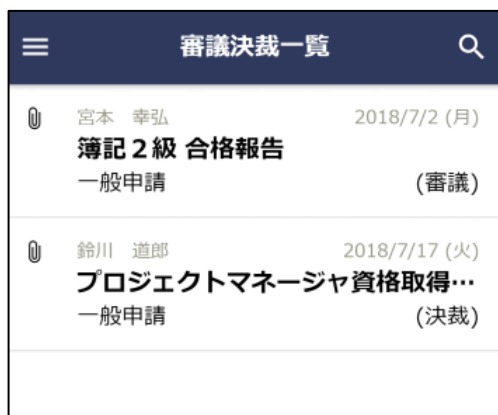 審議決裁一覧
宮本　幸弘 2018/7/2 (月)
簿記２級 合格報告
一般申請 (審議)
鈴川　道郎 2018/7/17 (火)
プロジェクトマネージャ資格取得…
一般申請 (決裁)